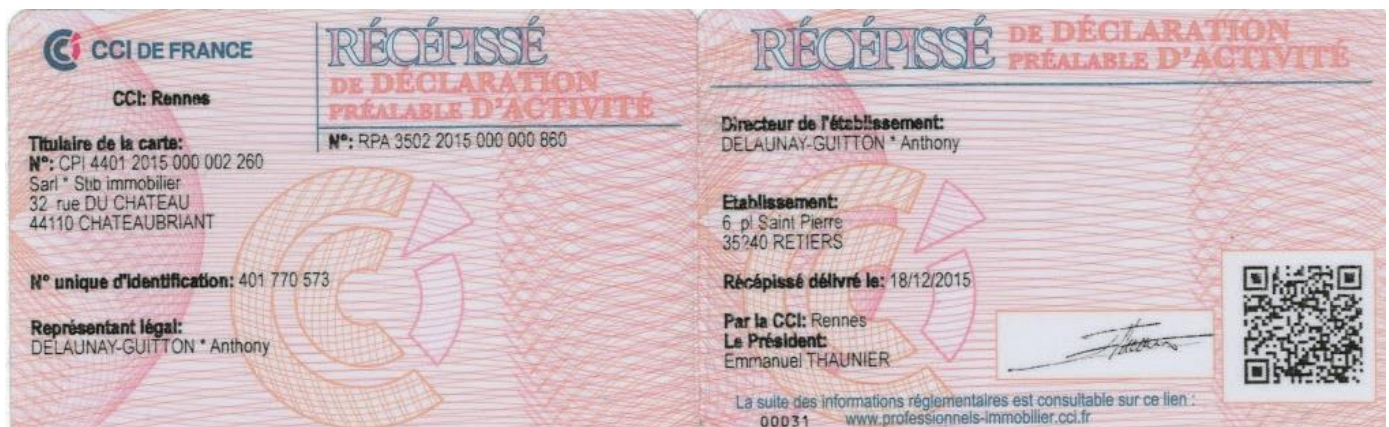 CCI DE FRANCE
CCI: Rennes
Titulaire de la carte:
N°: CPI 4401 2015 000 002 260
Sarl * Stib immobilier
32 rue DU CHATEAU
44110 CHATEAUBRIANT
N° unique d'identification: 401 770 573
Représentant légal:
DELAUNAY-GUITTON * Anthony
RÉCÉPISSÉ
DE DÉCLARATION
PRÉALABLE D'ACTIVITÉ
N°: RPA 3502 2015 000 000 860
RÉCÉPISSÉ DE DÉCLARATION
PRÉALABLE D'ACTIVITÉ
Directeur de l'établissement:
DELAUNAY-GUITTON * Anthony
Etablissement:
6 pl Saint Pierre
35240 RETIERS
Récépissé délivré le: 18/12/2015
Par la CCI: Rennes
Le Président:
Emmanuel THAUNIER
La suite des informations réglementaires est consultable sur ce lien :
00031 www.professionnels-immobilier.cci.fr